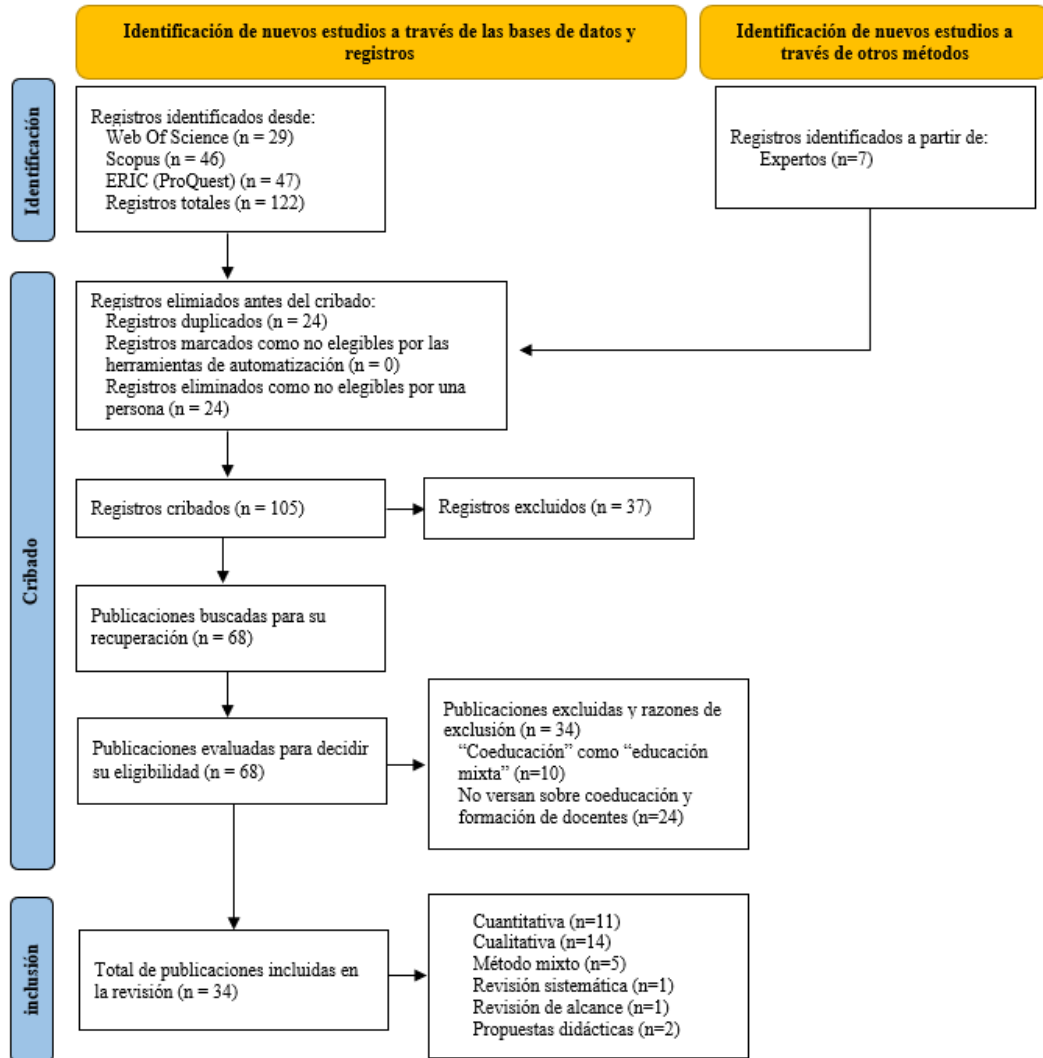 Identificación de nuevos estudios a través de las bases de datos y
registros
Identificación de nuevos estudios a
través de otros métodos
Identificación
Registros identificados desde:
Web Of Science (n = 29)
Scopus (n = 46)
ERIC (ProQuest) (n = 47)
Registros totales (n = 122)
Registros identificados a partir de:
Expertos (n=7)
Cribado
Registros elimiados antes del cribado:
Registros duplicados (n = 24)
Registros marcados como no elegibles por las
herramientas de automatización (n = 0)
Registros eliminados como no elegibles por una
persona (n = 24)
Registros cribados (n = 105)
Registros excluidos (n = 37)
Publicaciones buscadas para su
recuperación (n = 68)
Publicaciones evaluadas para decidir
su eligibilidad (n = 68)
Publicaciones excluidas y razones de
exclusión (n = 34)
“Coeducación” como “educación
mixta” (n=10)
No versan sobre coeducación y
formación de docentes (n=24)
inclusión
Total de publicaciones incluidas en
la revisión (n = 34)
Cuantitativa (n=11)
Cualitativa (n=14)
Método mixto (n=5)
Revisión sistemática (n=1)
Revisión de alcance (n=1)
Propuestas didácticas (n=2)